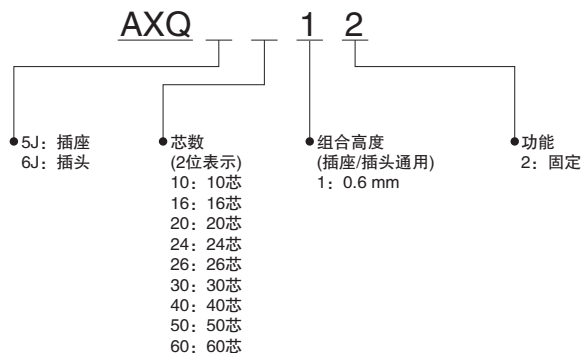 AXQ 1 2
5J：插座
6J：插头
芯数
(2位表示)
10：10芯
16：16芯
20：20芯
24：24芯
26：26芯
30：30芯
40：40芯
50：50芯
60：60芯
组合高度
(插座/插头通用)
1：0.6 mm
功能
2：固定